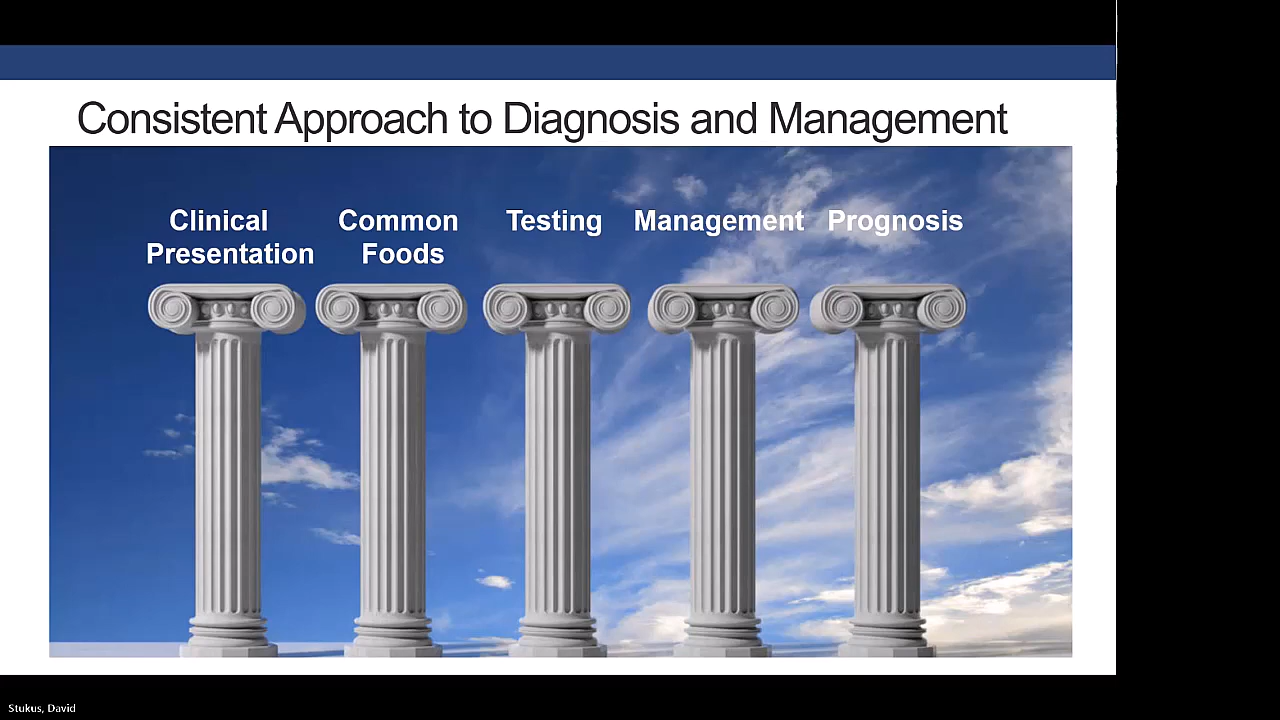 Consistent Approach to Diagnosis and Management
Clinical
Presentation
Common
Foods
Testing
Management
Prognosis
Stukus, David